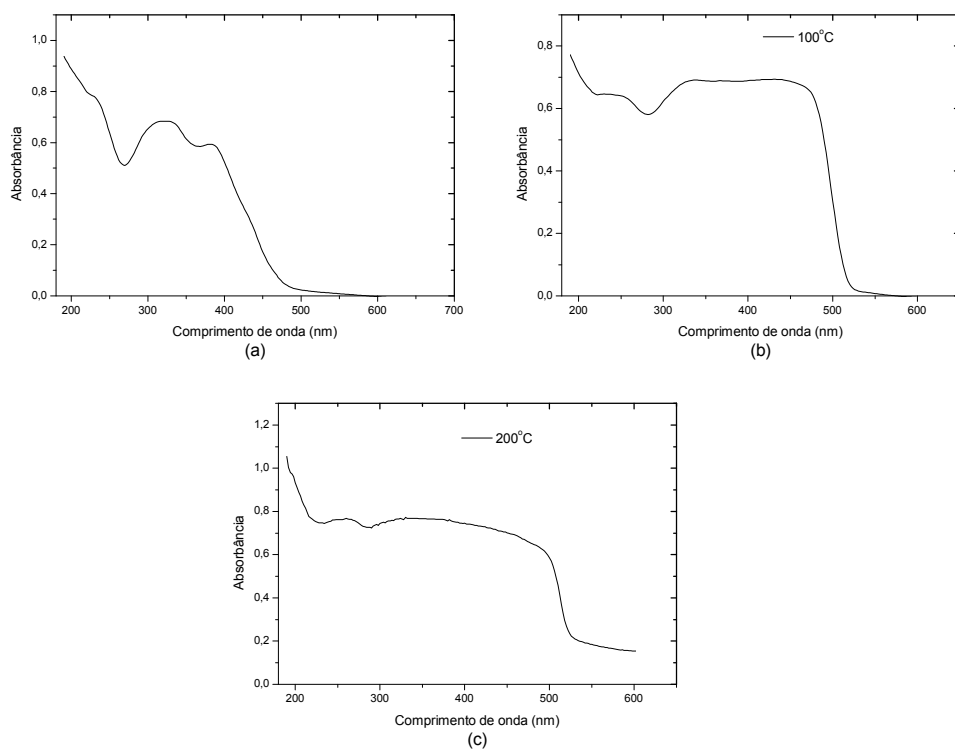 1,0
0,8
0,6
0,4
0,2
0,0
Absorbância
200 300 400 500 600 700
Comprimento de onda (nm)
(a)
100°C
0,8
0,6
0,4
0,2
0,0
Absorbância
200 300 400 500 600
Comprimento de onda (nm)
(b)
200°C
1,2
1,0
0,8
0,6
0,4
0,2
0,0
Absorbância
200 300 400 500 600
Comprimento de onda (nm)
(c)